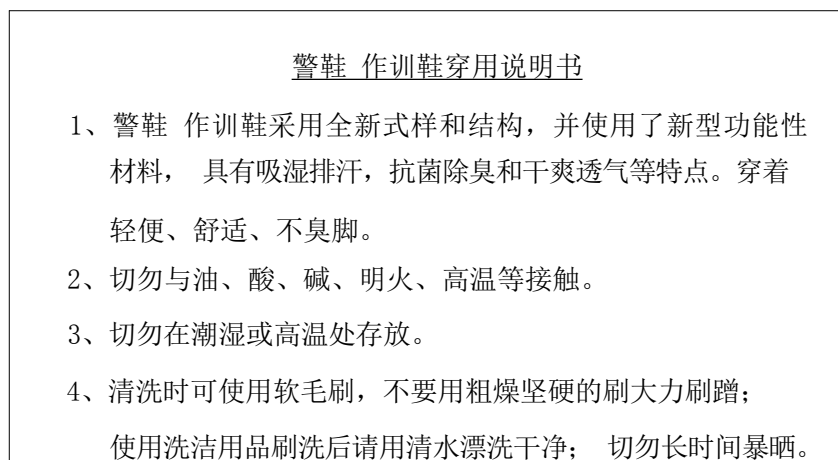 警鞋 作训鞋穿用说明书
1、警鞋 作训鞋采用全新式样和结构，并使用了新型功能性
材料， 具有吸湿排汗，抗菌除臭和干爽透气等特点。穿着
轻便、舒适、不臭脚。
2、切勿与油、酸、碱、明火、高温等接触。
3、切勿在潮湿或高温处存放。
4、清洗时可使用软毛刷，不要用粗燥坚硬的刷大力刷蹭；
使用洗洁用品刷洗后请用清水漂洗干净； 切勿长时间暴晒。